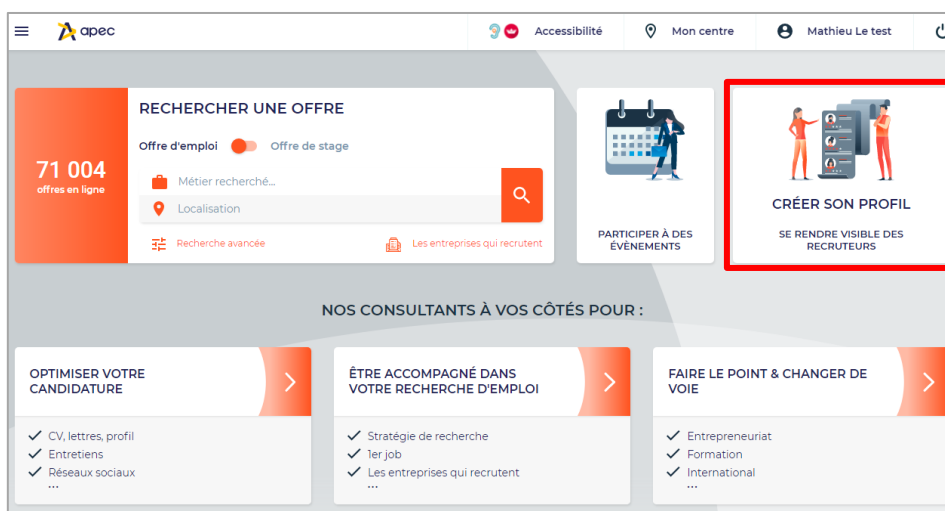 apec
Accessibilité
Mon centre
Mathieu Le test
71 004
offres en ligne
RECHERCHER UNE OFFRE
Offre d'emploi
Offre de stage
Métier recherché...
Localisation
Recherche avancée
Les entreprises qui recrutent
PARTICIPER À DES
ÉVÈNEMENTS
CRÉER SON PROFIL
SE RENDRE VISIBLE DES
RECRUTEURS
NOS CONSULTANTS À VOS CÔTÉS POUR :
OPTIMISER VOTRE
CANDIDATURE
CV, lettres, profil
Entretiens
Réseaux sociaux
...
ÊTRE ACCOMPAGNÉ DANS
VOTRE RECHERCHE D'EMPLOI
Stratégie de recherche
1er job
Les entreprises qui recrutent
...
FAIRE LE POINT & CHANGER DE
VOIE
Entrepreneuriat
Formation
International
...